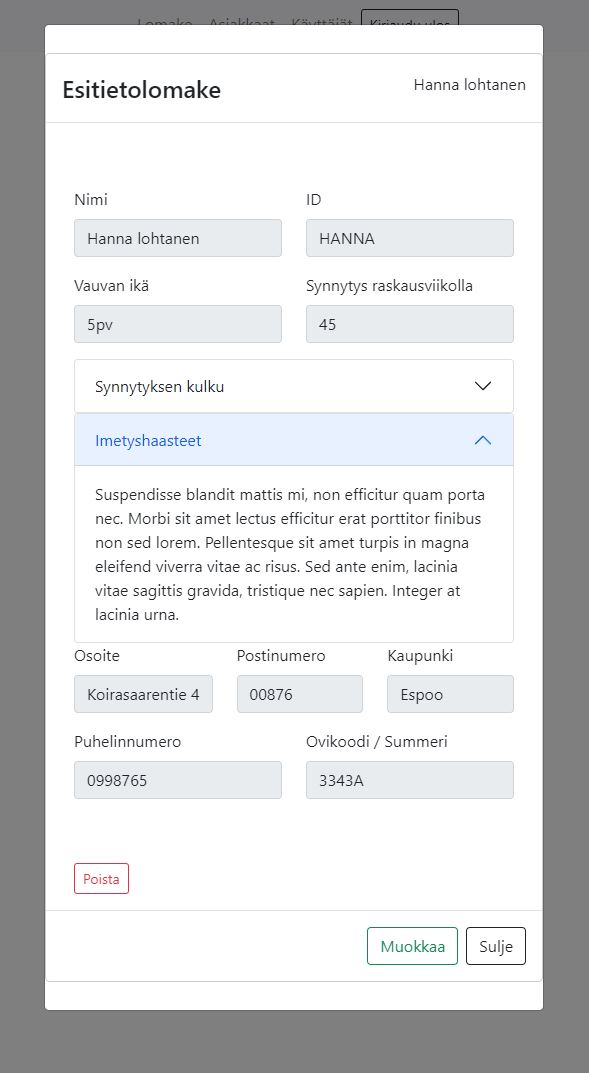 Lomake Asiakkaat Käyttäjät Kirjaudu ulos
Esitietolomake
Hanna lohtanen
Nimi ID
Hanna lohtanen HANNA
Vauvan ikä Synnytys raskausviikolla
5pv 45
Synnytyksen kulku
Imetyshaasteet
Suspendisse blandit mattis mi, non efficitur quam porta
nec. Morbi sit amet lectus efficitur erat porttitor finibus
non sed lorem. Pellentesque sit amet turpis in magna
eleifend viverra vitae ac risus. Sed ante enim, lacinia
vitae sagittis gravida, tristique nec sapien. Integer at
lacinia urna.
Osoite Postinumero Kaupunki
Koirasaarentie 4 00876 Espoo
Puhelinnumero Ovikoodi / Summeri
0998765 3343A
Poista
Muokkaa Sulje